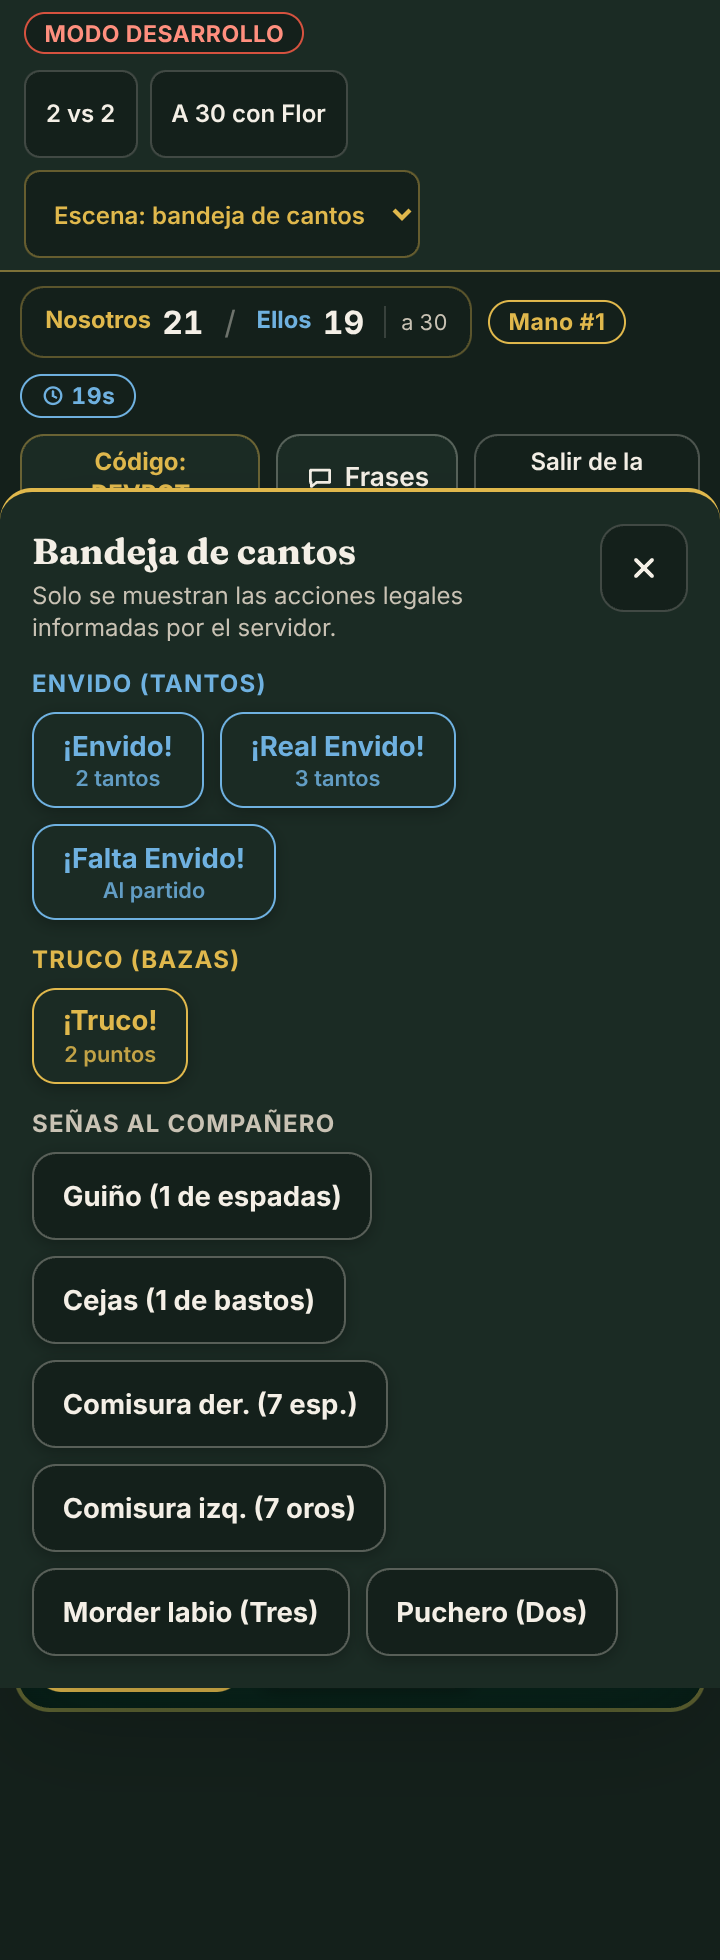 MODO DESARROLLO
2 vs 2
A 30 con Flor
Escena: bandeja de cantos
Nosotros 21 / Ellos 19 a 30
Mano #1
19s
Código:
Frases
Salir de la
Bandeja de cantos
Solo se muestran las acciones legales
informadas por el servidor.
ENVIDO (TANTOS)
¡Envido!
2 tantos
¡Real Envido!
3 tantos
¡Falta Envido!
Al partido
TRUCO (BAZAS)
¡Truco!
2 puntos
SEÑAS AL COMPAÑERO
Guiño (1 de espadas)
Cejas (1 de bastos)
Comisura der. (7 esp.)
Comisura izq. (7 oros)
Morder labio (Tres)
Puchero (Dos)